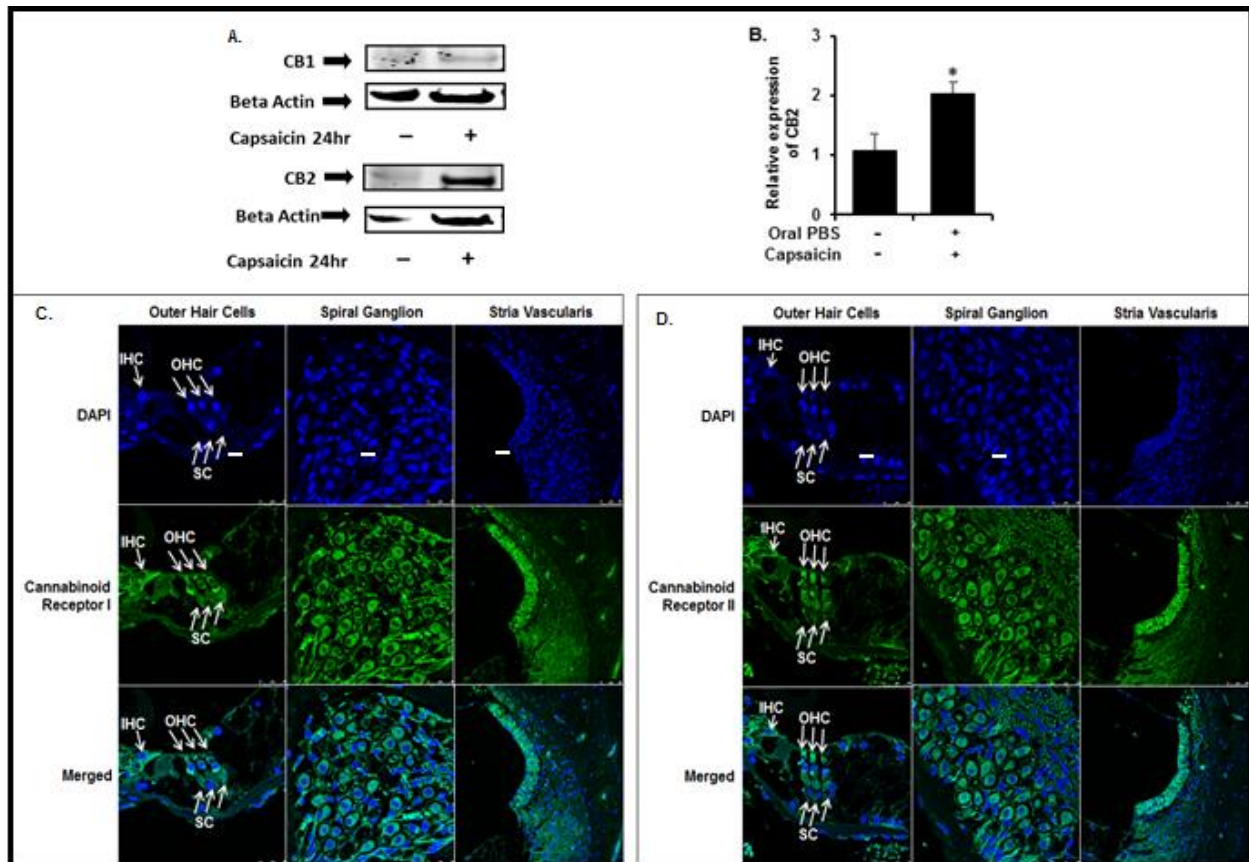 A.
CB1
Beta Actin
Capsaicin 24hr – +
CB2
Beta Actin
Capsaicin 24hr – +
B.
Relative expression
of CB2
3
2
1
0
*
Oral PBS - +
Capsaicin - +
C.
Outer Hair Cells Spiral Ganglion Stria Vascularis
DAPI
IHC OHC
SC
Cannabinoid
Receptor I
IHC OHC
SC
Merged
IHC OHC
SC
D.
Outer Hair Cells Spiral Ganglion Stria Vascularis
DAPI
IHC OHC
SC
Cannabinoid
Receptor II
IHC OHC
SC
Merged
IHC OHC
SC